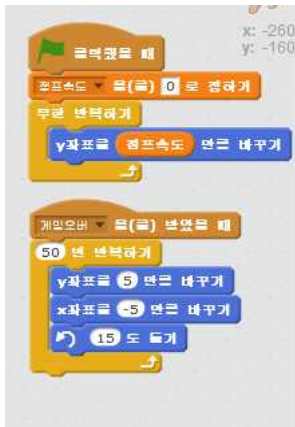 x: -260
y: -160
클릭했을 때
점프속도 을(를) 0 로 정하기
무한 반복하기
y좌표를 점프속도 만큼 바꾸기
게임오버 을(를) 받았을 때
50 번 반복하기
y좌표를 5 만큼 바꾸기
x좌표를 -5 만큼 바꾸기
15 도 돌기